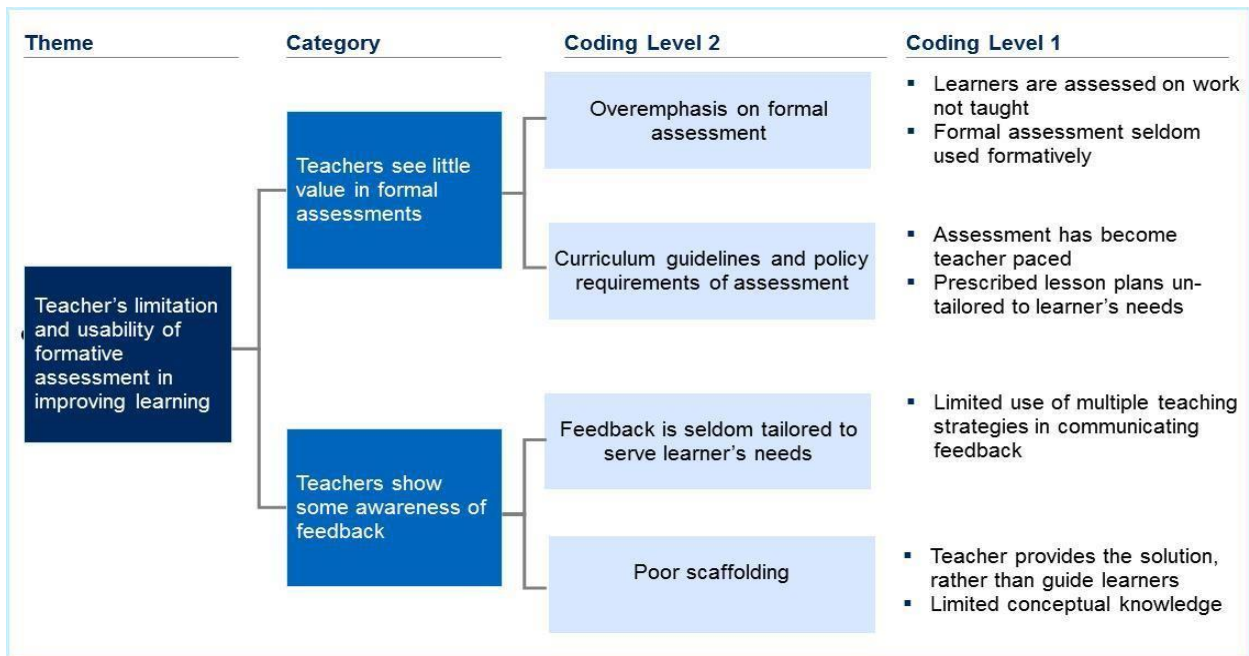 Theme
Category
Coding Level 2
Coding Level 1
Teacher's limitation
and usability of
formative
assessment in
improving learning
Teachers see little
value in formal
assessments
Overemphasis on formal
assessment
▪ Learners are assessed on work
not taught
▪ Formal assessment seldom
used formatively
Curriculum guidelines and policy
requirements of assessment
▪ Assessment has become
teacher paced
▪ Prescribed lesson plans un-
tailored to learner's needs
Teachers show
some awareness of
feedback
Feedback is seldom tailored to
serve learner's needs
▪ Limited use of multiple teaching
strategies in communicating
feedback
Poor scaffolding
▪ Teacher provides the solution,
rather than guide learners
▪ Limited conceptual knowledge